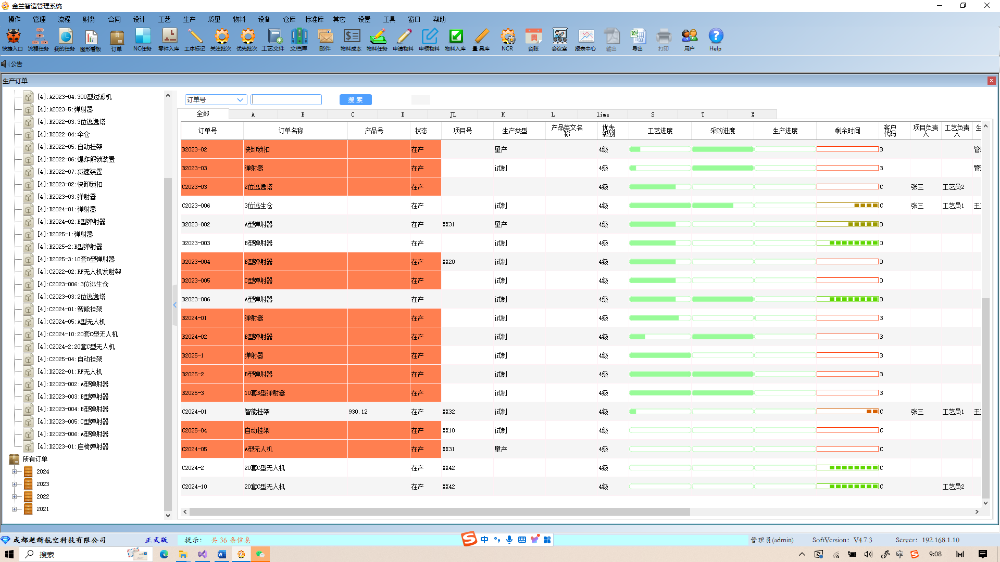 金兰智造管理系统
操作 管理 流程 财务 合同 设计 工艺 生产 质量 物料 设备 仓库 标准库 其它 设置 工具 窗口 帮助
快捷入口 流程任务 我的任务 图形看板 订单 NC任务 零件入库 工序标记 关注批次 优先批次 工艺文件 文档库 邮件 物料成本 物料任务 申请物料 申领物料 物料入库 量具库 NCR 台账 会议室 报表中心 输出 导出 打印 用户 Help
公告
生产订单
[4]:A2023-04:300型过滤机
[4]:A2023-5:弹射器
[4]:B2022-03:3位逃逸塔
[4]:B2022-04:伞仓
[4]:B2022-05:自动挂架
[4]:B2022-06:爆炸解锁装置
[4]:B2022-07:减速装置
[4]:B2023-02:快卸锁扣
[4]:B2023-03:弹射器
[4]:B2024-01:弹射器
[4]:B2024-02:B型弹射器
[4]:B2025-1:弹射器
[4]:B2025-2:B型弹射器
[4]:B2025-3:10套B型弹射器
[4]:C2022-02:RF无人机发射架
[4]:C2023-006:3位逃生仓
[4]:C2023-03:2位逃逸塔
[4]:C2024-01:智能挂架
[4]:C2024-05:A型无人机
[4]:C2024-10:20套C型无人机
[4]:C2024-2:20套C型无人机
[4]:C2025-04:自动挂架
[4]:D2022-01:RF无人机
[4]:D2023-002:A型弹射器
[4]:D2023-003:B型弹射器
[4]:D2023-004:B型弹射器
[4]:D2023-005:C型弹射器
[4]:D2023-006:A型弹射器
[4]:D2023-01:座椅弹射器
所有订单
2024
2023
2022
2021
订单号 搜索
全部 A B C D JL K L lims S T X
订单号 订单名称 产品号 状态 项目号 生产类型 产品英文名称 优先级别 工艺进度 采购进度 生产进度 剩余时间 客户代码 项目负责人 工艺负责人 生
B2023-02 快卸锁扣 在产 量产 4级 B 管
B2023-03 弹射器 在产 试制 4级 B 管
C2023-03 2位逃逸塔 在产 4级 C 张三 工艺员2
C2023-006 3位逃生仓 在产 试制 4级 C 张三 工艺员1 王
D2023-002 A型弹射器 在产 XX31 量产 4级 D
D2023-003 B型弹射器 在产 试制 4级 D
D2023-004 B型弹射器 在产 XX20 试制 4级 D
D2023-005 C型弹射器 在产 试制 4级 D
D2023-006 A型弹射器 在产 试制 4级 D
B2024-01 弹射器 在产 试制 4级 B
B2024-02 B型弹射器 在产 试制 4级 B
B2025-1 弹射器 在产 试制 4级 B
B2025-2 B型弹射器 在产 试制 4级 B
B2025-3 10套B型弹射器 在产 试制 4级 B
C2024-01 智能挂架 930.12 在产 XX32 试制 4级 C 张三 工艺员1 王
C2025-04 自动挂架 在产 XX10 试制 4级 C
C2024-05 A型无人机 在产 XX31 量产 4级 C
C2024-2 20套C型无人机 在产 XX42 4级 C
C2024-10 20套C型无人机 在产 XX42 4级 C 工艺员2
成都超新航空科技有限公司 正式版 提示: 共 36 条信息 中 管理员(admin) SoftVersion: V4.7.3 Server: 192.168.1.10
搜索 中 9:08